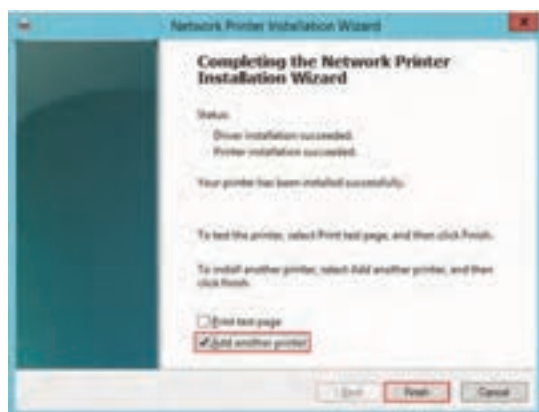 Network Printer Installation Wizard
Completing the Network Printer
Installation Wizard
Status:
Driver installation succeeded.
Printer installation succeeded.
Your printer has been installed successfully.
To test the printer, select Print test page, and then click Finish.
To install another printer, select Add another printer, and then
click Finish.
Print test page
Add another printer
< Back
Finish
Cancel